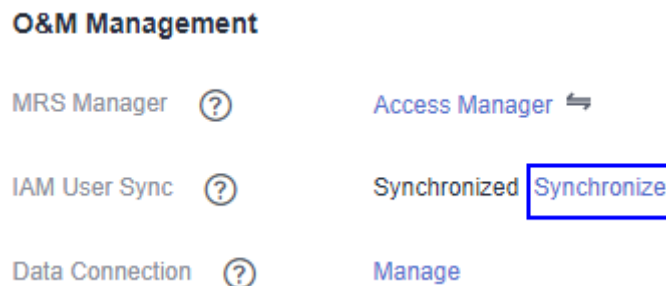 O&M Management
MRS Manager ? Access Manager
IAM User Sync ? Synchronized Synchronize
Data Connection ? Manage